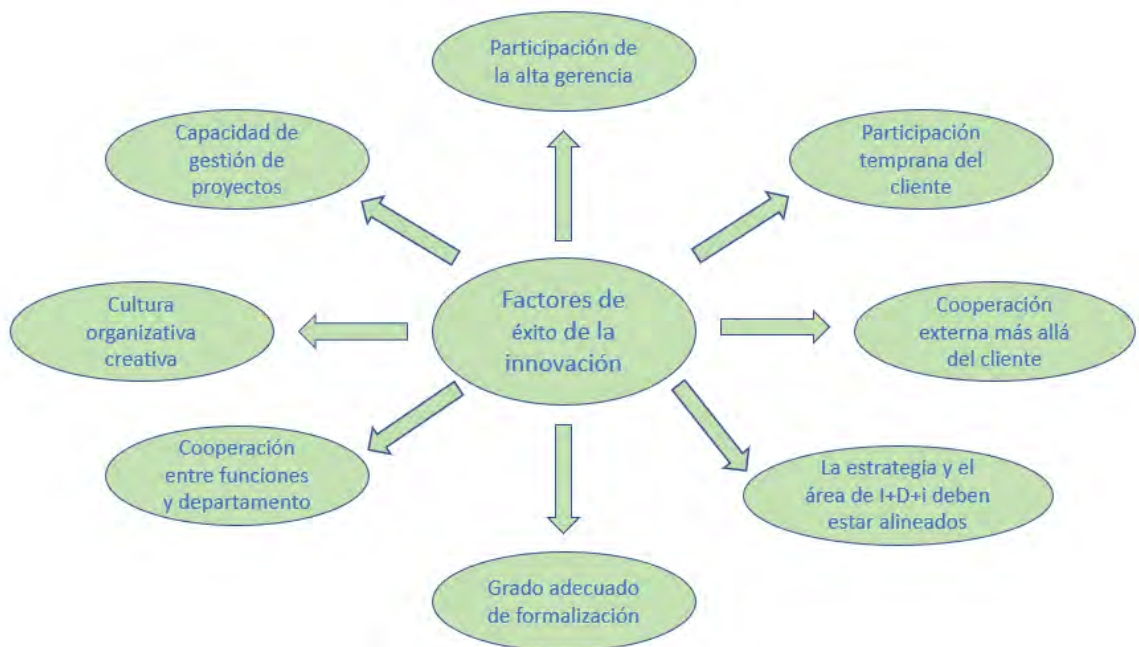 Participación de
la alta gerencia
Capacidad de
gestión de
proyectos
Participación
temprana del
cliente
Factores de
éxito de la
innovación
Cultura
organizativa
creativa
Cooperación
externa más allá
del cliente
Cooperación
entre funciones
y departamento
La estrategia y el
área de I+D+i deben
estar alineados
Grado adecuado
de formalización